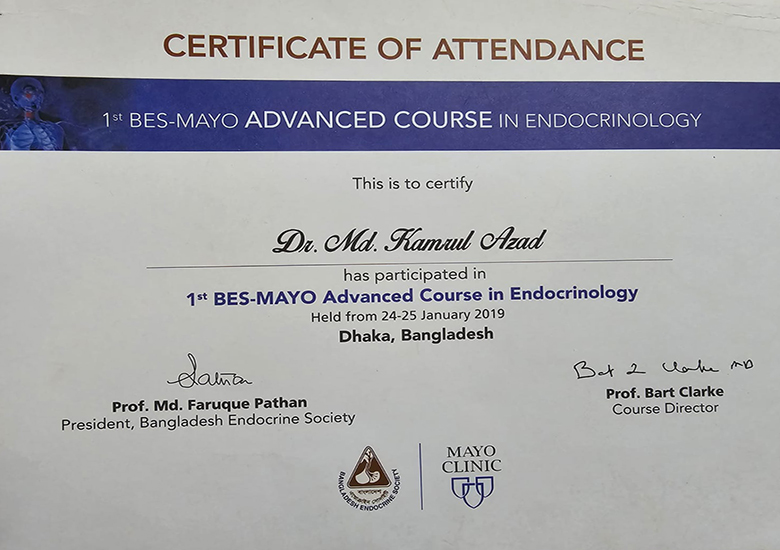 CERTIFICATE OF ATTENDANCE
1st BES-MAYO ADVANCED COURSE IN ENDOCRINOLOGY
This is to certify
Dr. Md. Kamrul Azad
has participated in
1st BES-MAYO Advanced Course in Endocrinology
Held from 24-25 January 2019
Dhaka, Bangladesh
Prof. Md. Faruque Pathan
President, Bangladesh Endocrine Society
Bart L Clarke MD
Prof. Bart Clarke
Course Director
বাংলাদেশ
BANGLADESH ENDOCRINE SOCIETY
MAYO
CLINIC